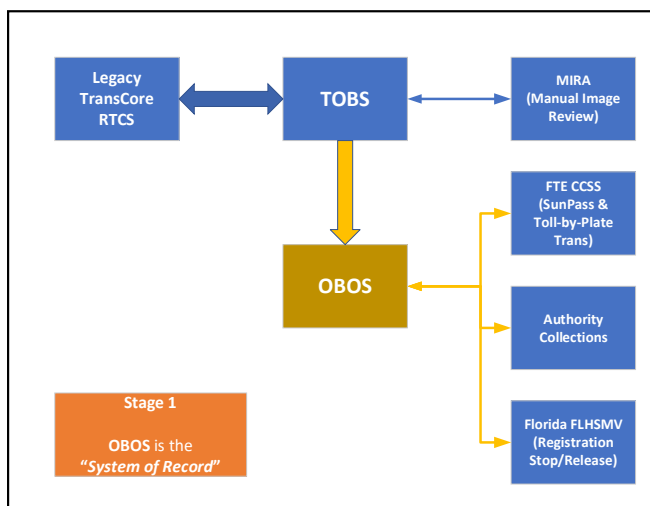 Legacy
TransCore
RTCS
TOBS
MIRA
(Manual Image
Review)
FTE CCSS
(SunPass &
Toll-by-Plate
Trans)
OBOS
Authority
Collections
Stage 1
OBOS is the
“System of Record”
Florida FLHSMV
(Registration
Stop/Release)